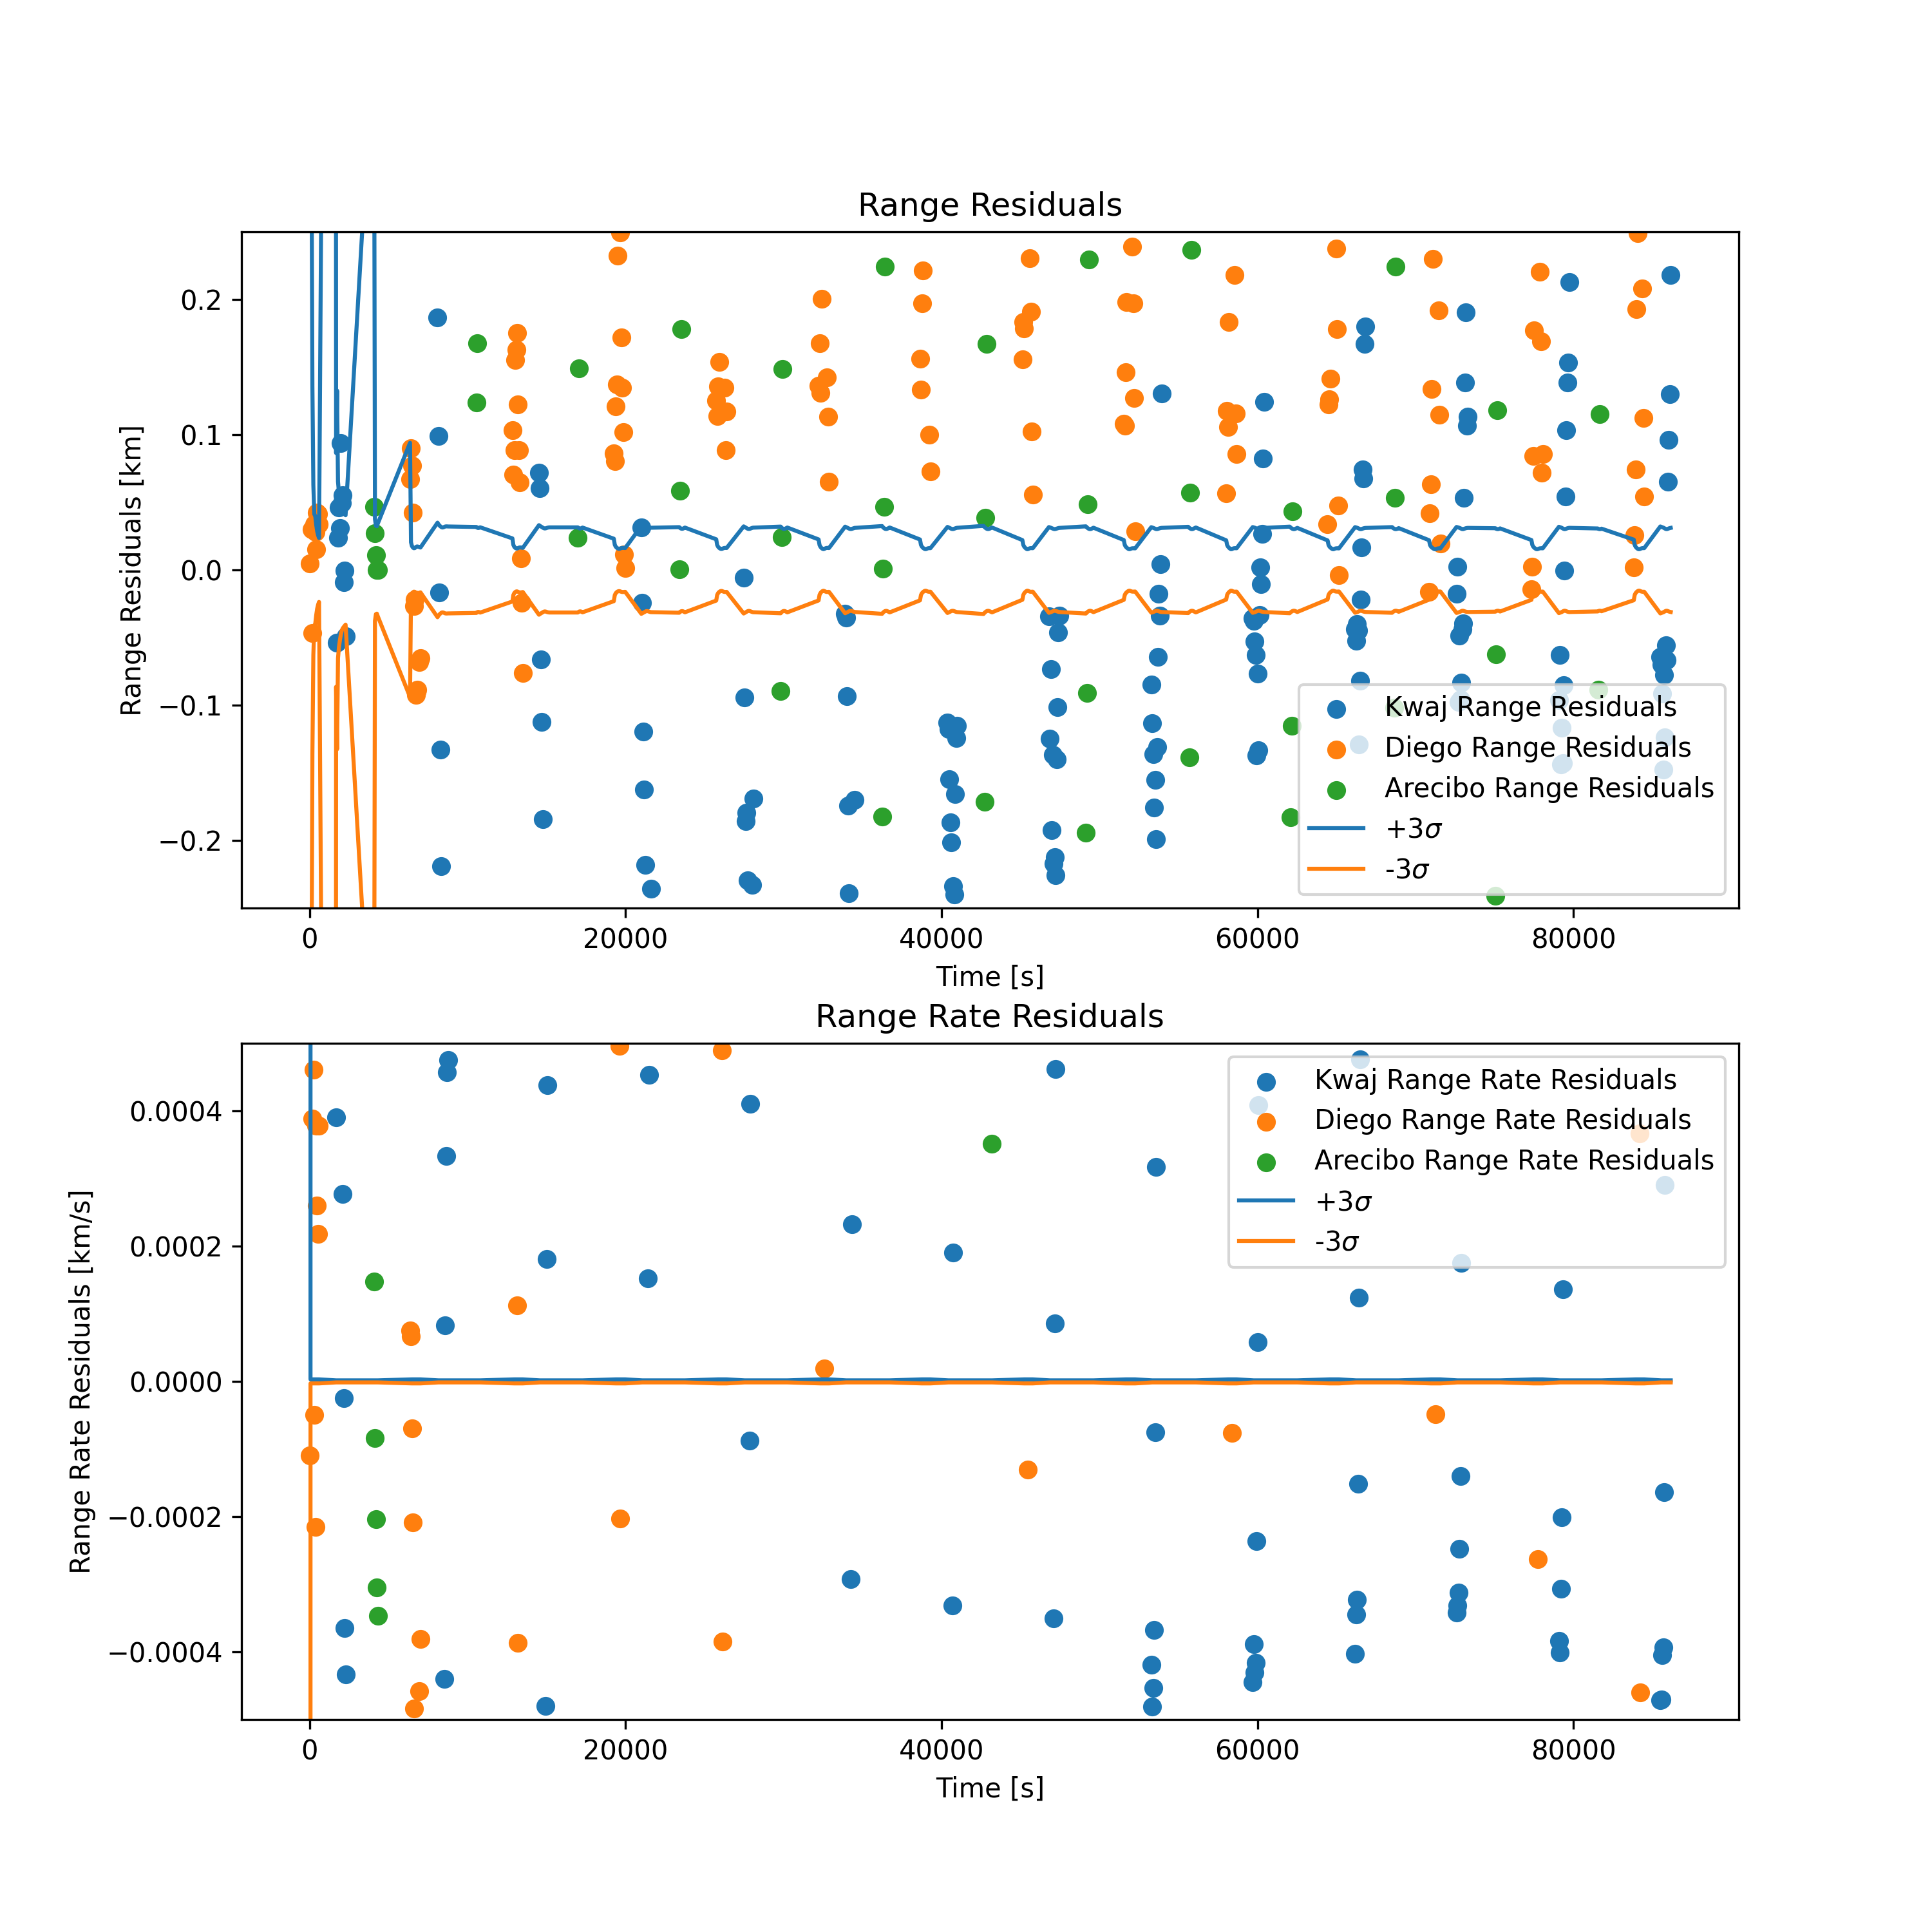 Range Residuals
Range Residuals [km]
0.2
0.1
0.0
−0.1
−0.2
Kwaj Range Residuals
Diego Range Residuals
Arecibo Range Residuals
+3σ
-3σ
0 20000 40000 60000 80000
Time [s]
Range Rate Residuals
Range Rate Residuals [km/s]
0.0004
0.0002
0.0000
−0.0002
−0.0004
Kwaj Range Rate Residuals
Diego Range Rate Residuals
Arecibo Range Rate Residuals
+3σ
-3σ
0 20000 40000 60000 80000
Time [s]